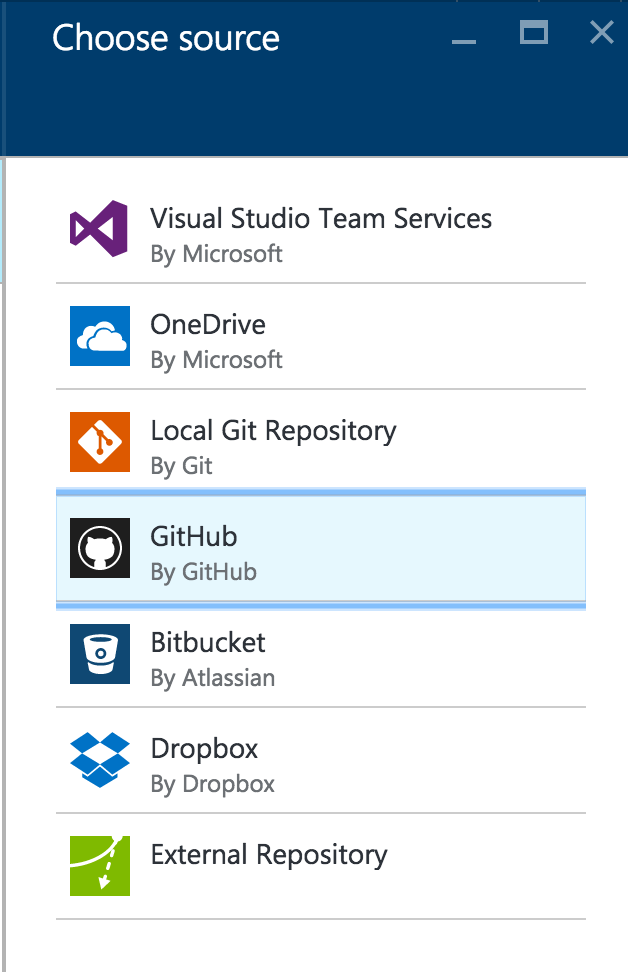 Choose source
Visual Studio Team Services
By Microsoft
OneDrive
By Microsoft
Local Git Repository
By Git
GitHub
By GitHub
Bitbucket
By Atlassian
Dropbox
By Dropbox
External Repository